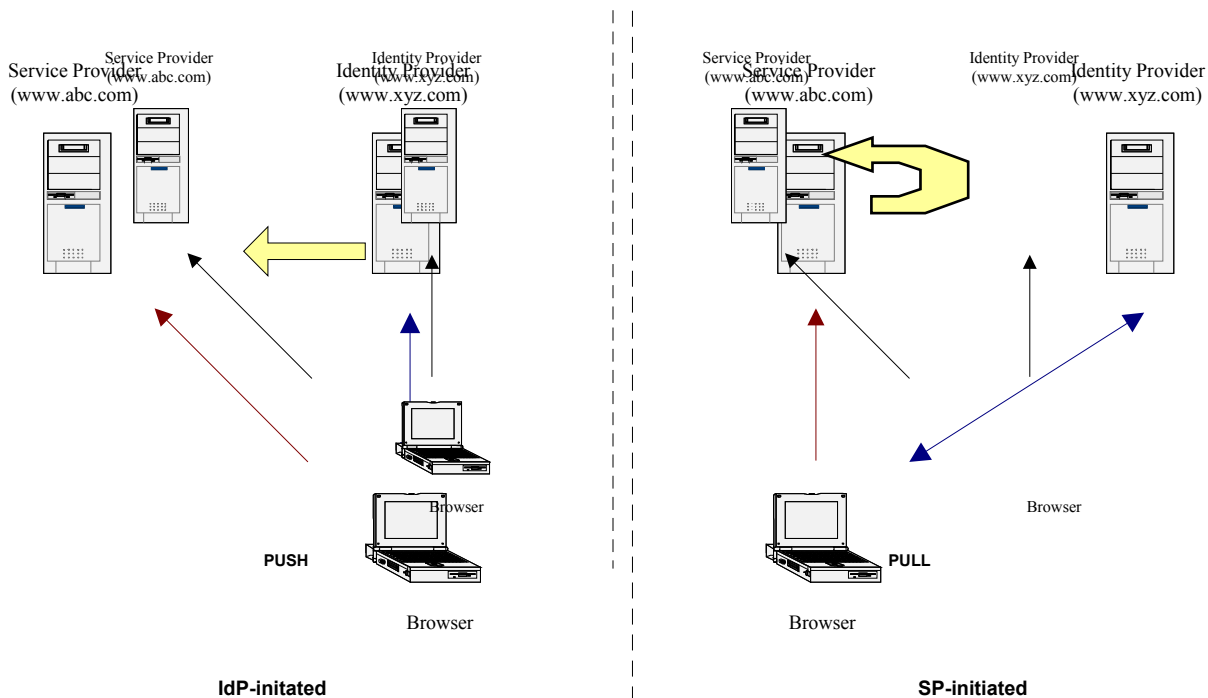 Service Provider
(www.abc.com)
Service Provider
(www.abc.com)
Identity Provider
(www.xyz.com)
Identity Provider
(www.xyz.com)
Browser
PUSH
Browser
IdP-initated
Service Provider
(www.abc.com)
Service Provider
(www.abc.com)
Identity Provider
(www.xyz.com)
Identity Provider
(www.xyz.com)
Browser
PULL
Browser
SP-initiated